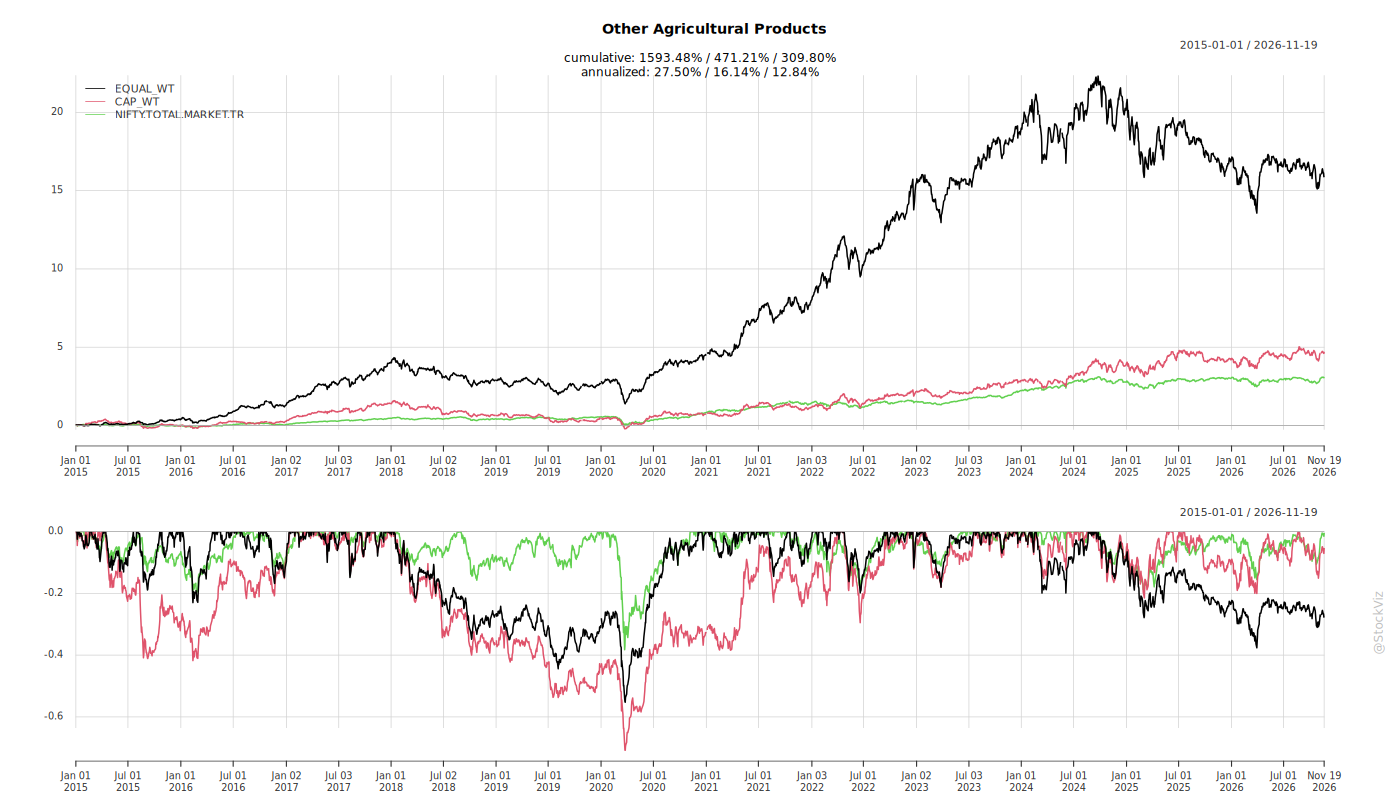 Other Agricultural Products
cumulative: 1593.48% / 471.21% / 309.80%
annualized: 27.50% / 16.14% / 12.84%
2015-01-01 / 2026-11-19
EQUAL_WT
CAP_WT
NIFTY.TOTAL.MARKET.TR
20
15
10
5
0
Jan 01 Jul 01 Jan 01 Jul 01 Jan 02 Jul 03 Jan 01 Jul 02 Jan 01 Jul 01 Jan 01 Jul 01 Jan 01 Jul 01 Jan 03 Jul 01 Jan 02 Jul 03 Jan 01 Jul 01 Jan 01 Jul 01 Jan 01 Jul 01 Nov 19
2015 2015 2016 2016 2017 2017 2018 2018 2019 2019 2020 2020 2021 2021 2022 2022 2023 2023 2024 2024 2025 2025 2026 2026 2026
2015-01-01 / 2026-11-19
0.0
-0.2
-0.4
-0.6
Jan 01 Jul 01 Jan 01 Jul 01 Jan 02 Jul 03 Jan 01 Jul 02 Jan 01 Jul 01 Jan 01 Jul 01 Jan 01 Jul 01 Jan 03 Jul 01 Jan 02 Jul 03 Jan 01 Jul 01 Jan 01 Jul 01 Jan 01 Jul 01 Nov 19
2015 2015 2016 2016 2017 2017 2018 2018 2019 2019 2020 2020 2021 2021 2022 2022 2023 2023 2024 2024 2025 2025 2026 2026 2026
@StockViz